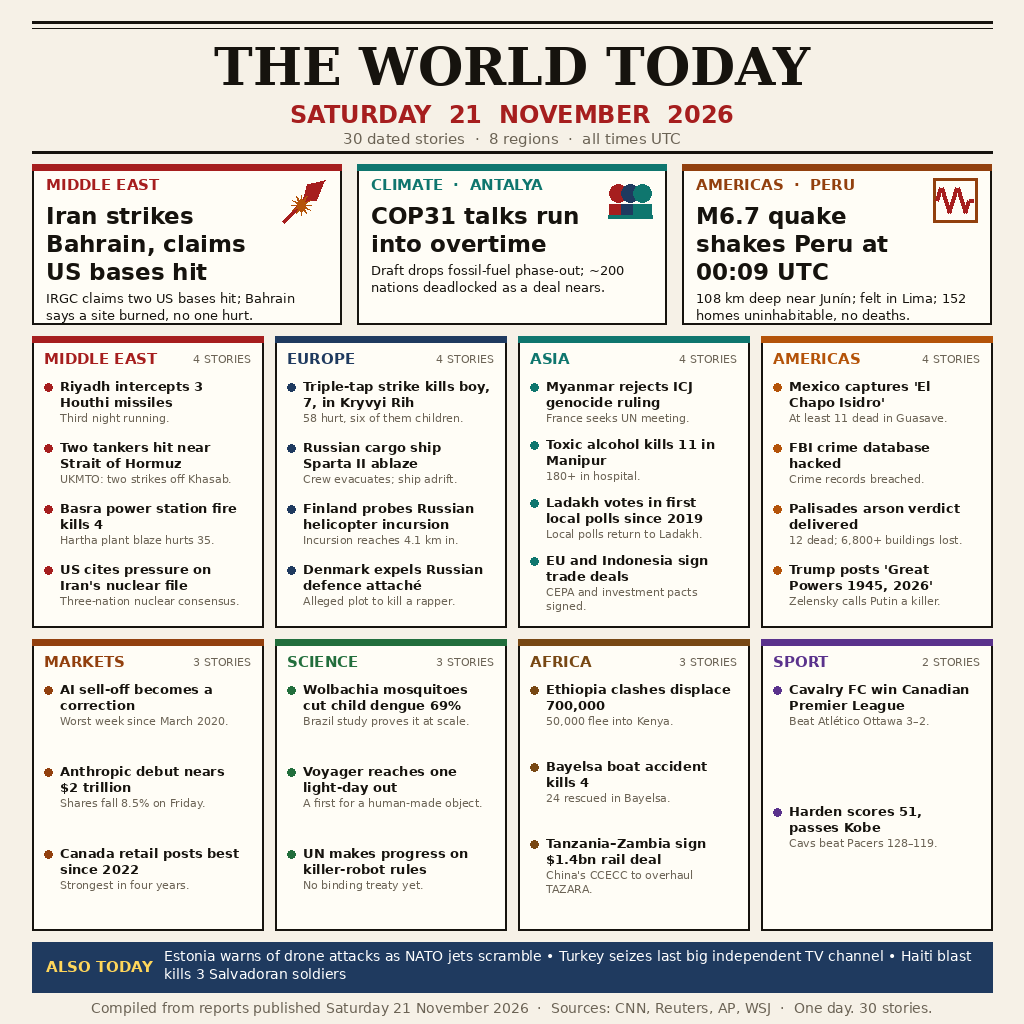 THE WORLD TODAY
SATURDAY 21 NOVEMBER 2026
30 dated stories · 8 regions · all times UTC
MIDDLE EAST
Iran strikes
Bahrain, claims
US bases hit
IRGC claims two US bases hit; Bahrain
says a site burned, no one hurt.
CLIMATE · ANTALYA
COP31 talks run
into overtime
Draft drops fossil-fuel phase-out; ~200
nations deadlocked as a deal nears.
AMERICAS · PERU
M6.7 quake
shakes Peru at
00:09 UTC
108 km deep near Junín; felt in Lima; 152
homes uninhabitable, no deaths.
MIDDLE EAST 4 STORIES
Riyadh intercepts 3
Houthi missiles
Third night running.
Two tankers hit near
Strait of Hormuz
UKMTO: two strikes off Khasab.
Basra power station fire
kills 4
Hartha plant blaze hurts 35.
US cites pressure on
Iran's nuclear file
Three-nation nuclear consensus.
EUROPE 4 STORIES
Triple-tap strike kills boy,
7, in Kryvyi Rih
58 hurt, six of them children.
Russian cargo ship
Sparta II ablaze
Crew evacuates; ship adrift.
Finland probes Russian
helicopter incursion
Incursion reaches 4.1 km in.
Denmark expels Russian
defence attaché
Alleged plot to kill a rapper.
ASIA 4 STORIES
Myanmar rejects ICJ
genocide ruling
France seeks UN meeting.
Toxic alcohol kills 11 in
Manipur
180+ in hospital.
Ladakh votes in first
local polls since 2019
Local polls return to Ladakh.
EU and Indonesia sign
trade deals
CEPA and investment pacts
signed.
AMERICAS 4 STORIES
Mexico captures 'El
Chapo Isidro'
At least 11 dead in Guasave.
FBI crime database
hacked
Crime records breached.
Palisades arson verdict
delivered
12 dead; 6,800+ buildings lost.
Trump posts 'Great
Powers 1945, 2026'
Zelensky calls Putin a killer.
MARKETS 3 STORIES
AI sell-off becomes a
correction
Worst week since March 2020.
Anthropic debut nears
$2 trillion
Shares fall 8.5% on Friday.
Canada retail posts best
since 2022
Strongest in four years.
SCIENCE 3 STORIES
Wolbachia mosquitoes
cut child dengue 69%
Brazil study proves it at scale.
Voyager reaches one
light-day out
A first for a human-made object.
UN makes progress on
killer-robot rules
No binding treaty yet.
AFRICA 3 STORIES
Ethiopia clashes displace
700,000
50,000 flee into Kenya.
Bayelsa boat accident
kills 4
24 rescued in Bayelsa.
Tanzania–Zambia sign
$1.4bn rail deal
China's CCECC to overhaul
TAZARA.
SPORT 2 STORIES
Cavalry FC win Canadian
Premier League
Beat Atlético Ottawa 3–2.
Harden scores 51,
passes Kobe
Cavs beat Pacers 128–119.
ALSO TODAY
Estonia warns of drone attacks as NATO jets scramble • Turkey seizes last big independent TV channel • Haiti blast
kills 3 Salvadoran soldiers
Compiled from reports published Saturday 21 November 2026 · Sources: CNN, Reuters, AP, WSJ · One day. 30 stories.